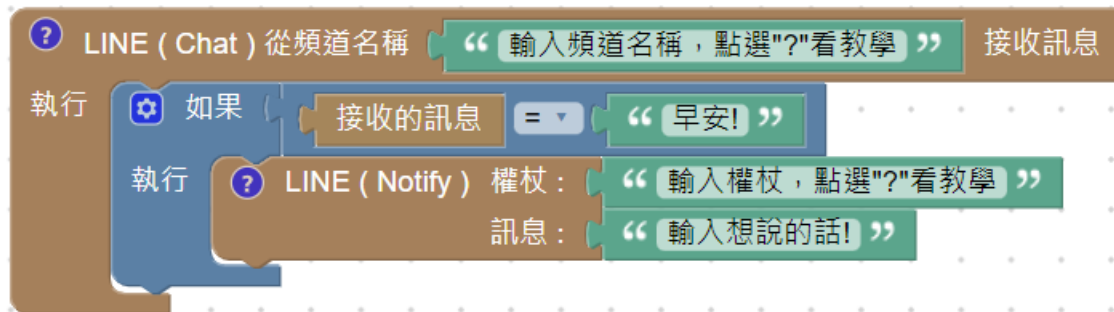 ? LINE ( Chat ) 從頻道名稱 “ 輸入頻道名稱，點選"?"看教學 ” 接收訊息
執行 如果 接收的訊息 = “ 早安! ”
執行 ? LINE ( Notify ) 權杖 : “ 輸入權杖，點選"?"看教學 ”
訊息 : “ 輸入想說的話! ”